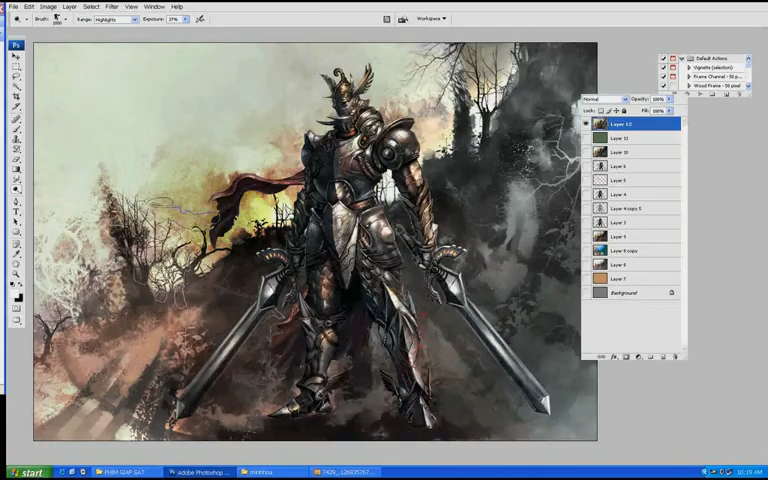 File Edit Image Layer Select Filter View Window Help
Brush: Range: Highlights Exposure: 37% Workspace
Ps
Default Actions
Vignette (selection)
Frame Channel - 50 p...
Wood Frame - 50 pixel
Normal Opacity: 100%
Lock: Fill: 100%
Layer 12
Layer 11
Layer 10
Layer 6
Layer 5
Layer 4
Layer 4 copy 5
Layer 3
Layer 9
Layer 8 copy
Layer 8
Layer 7
Background
start PHIM GIAP SAT Adobe Photoshop ... minhhoa 10:19 AM